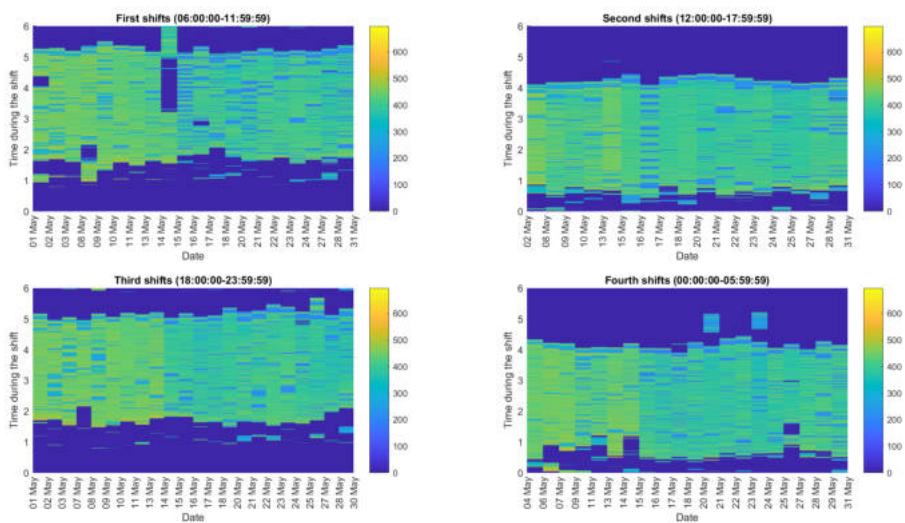 First shifts (06:00:00-11:59:59)
Time during the shift
6
5
4
3
2
1
0
01 May
02 May
03 May
08 May
09 May
10 May
11 May
13 May
14 May
15 May
16 May
17 May
18 May
20 May
21 May
22 May
23 May
24 May
27 May
28 May
31 May
Date
600
500
400
300
200
100
0
Second shifts (12:00:00-17:59:59)
Time during the shift
6
5
4
3
2
1
0
02 May
08 May
09 May
10 May
13 May
14 May
15 May
16 May
17 May
18 May
20 May
21 May
22 May
23 May
24 May
25 May
27 May
28 May
31 May
Date
600
500
400
300
200
100
0
Third shifts (18:00:00-23:59:59)
Time during the shift
6
5
4
3
2
1
0
01 May
02 May
03 May
07 May
08 May
09 May
10 May
11 May
13 May
14 May
15 May
16 May
17 May
18 May
20 May
21 May
22 May
23 May
24 May
25 May
27 May
28 May
30 May
Date
600
500
400
300
200
100
0
Fourth shifts (00:00:00-05:59:59)
Time during the shift
6
5
4
3
2
1
0
04 May
06 May
07 May
11 May
13 May
14 May
15 May
16 May
17 May
18 May
20 May
21 May
22 May
23 May
24 May
25 May
27 May
28 May
31 May
Date
600
500
400
300
200
100
0